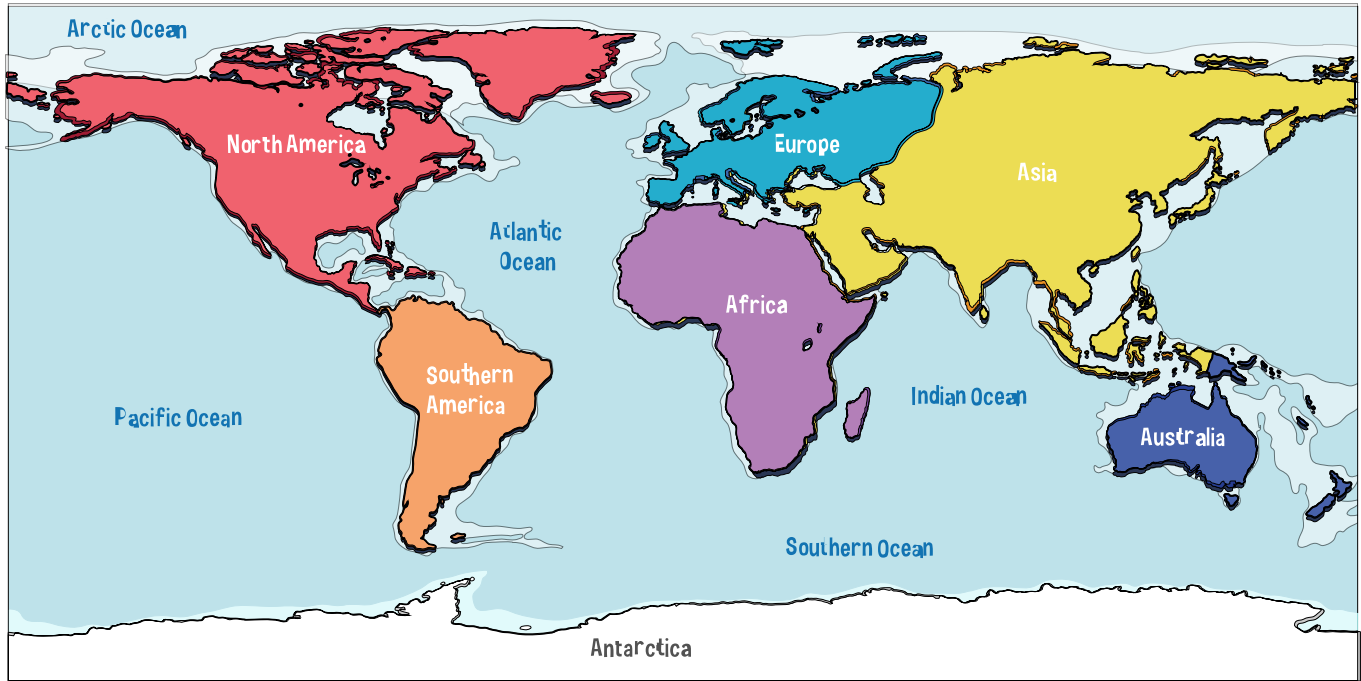 Arctic Ocean
North America
Europe
Asia
Atlantic
Ocean
Africa
Southern
America
Indian Ocean
Pacific Ocean
Australia
Southern Ocean
Antarctica